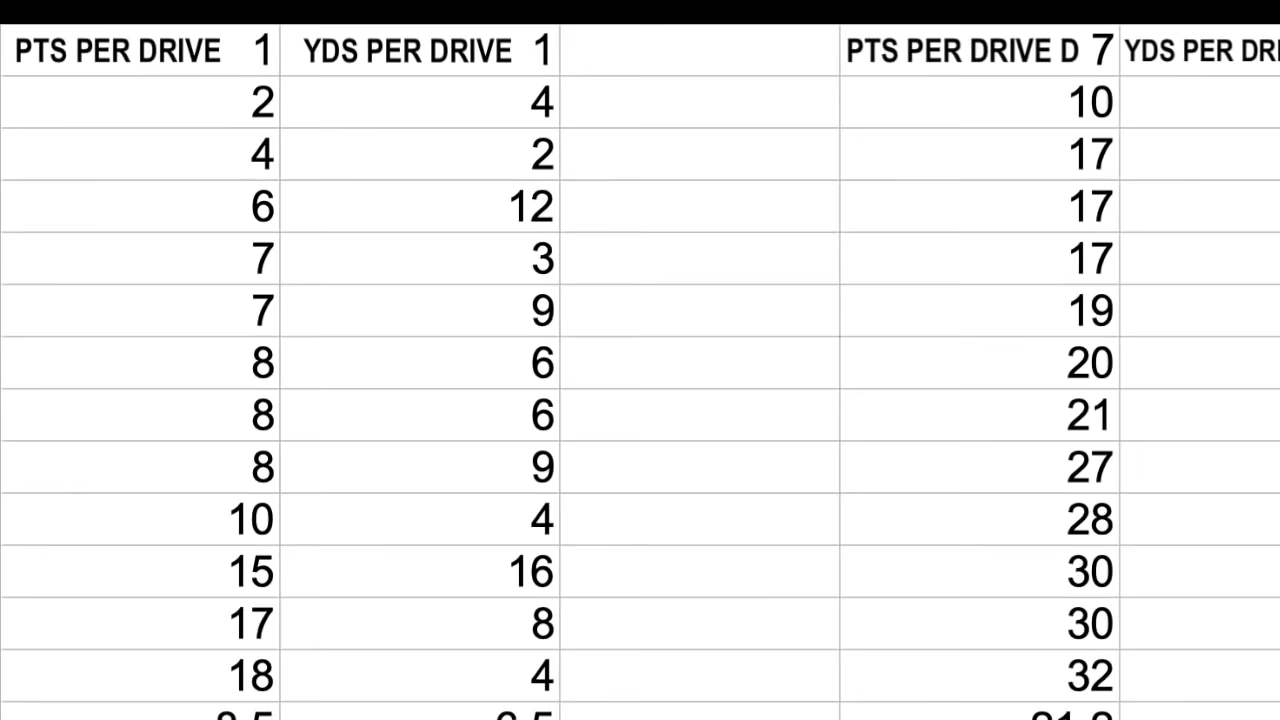 PTS PER DRIVE 1 YDS PER DRIVE 1 PTS PER DRIVE D 7 YDS PER
2 4 10
4 2 17
6 12 17
7 3 17
7 9 19
8 6 20
8 6 21
8 9 27
10 4 28
15 16 30
17 8 30
18 4 32